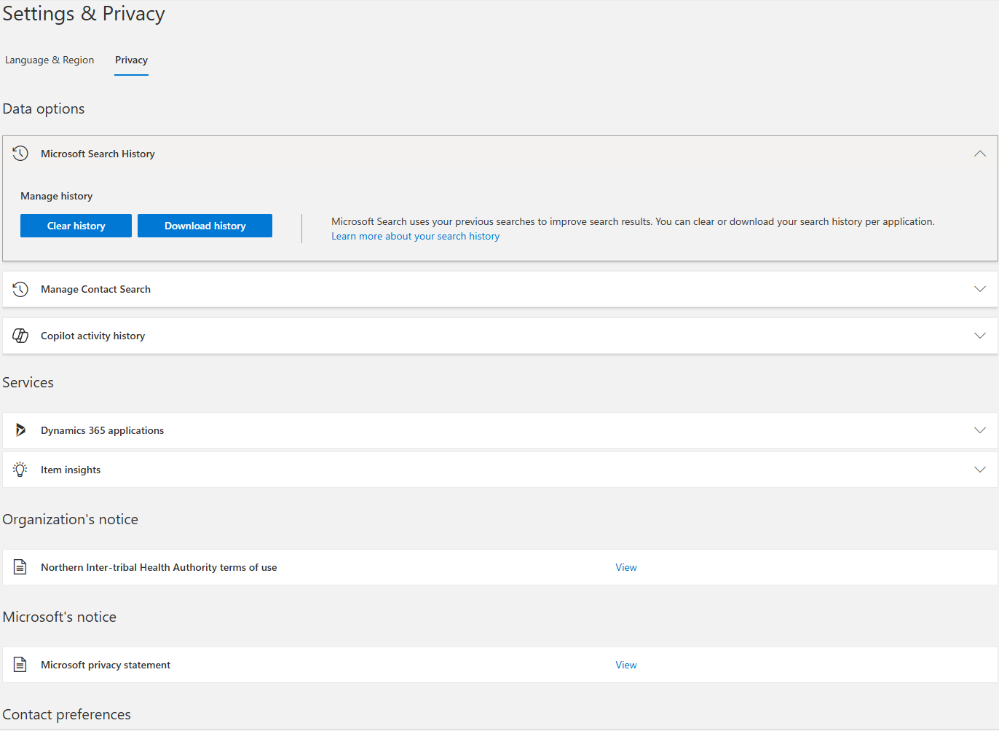 Settings & Privacy
Language & Region
Privacy
Data options
Microsoft Search History
Manage history
Clear history
Download history
Microsoft Search uses your previous searches to improve search results. You can clear or download your search history per application.
Learn more about your search history
Manage Contact Search
Copilot activity history
Services
Dynamics 365 applications
Item insights
Organization's notice
Northern Inter-tribal Health Authority terms of use
View
Microsoft's notice
Microsoft privacy statement
View
Contact preferences